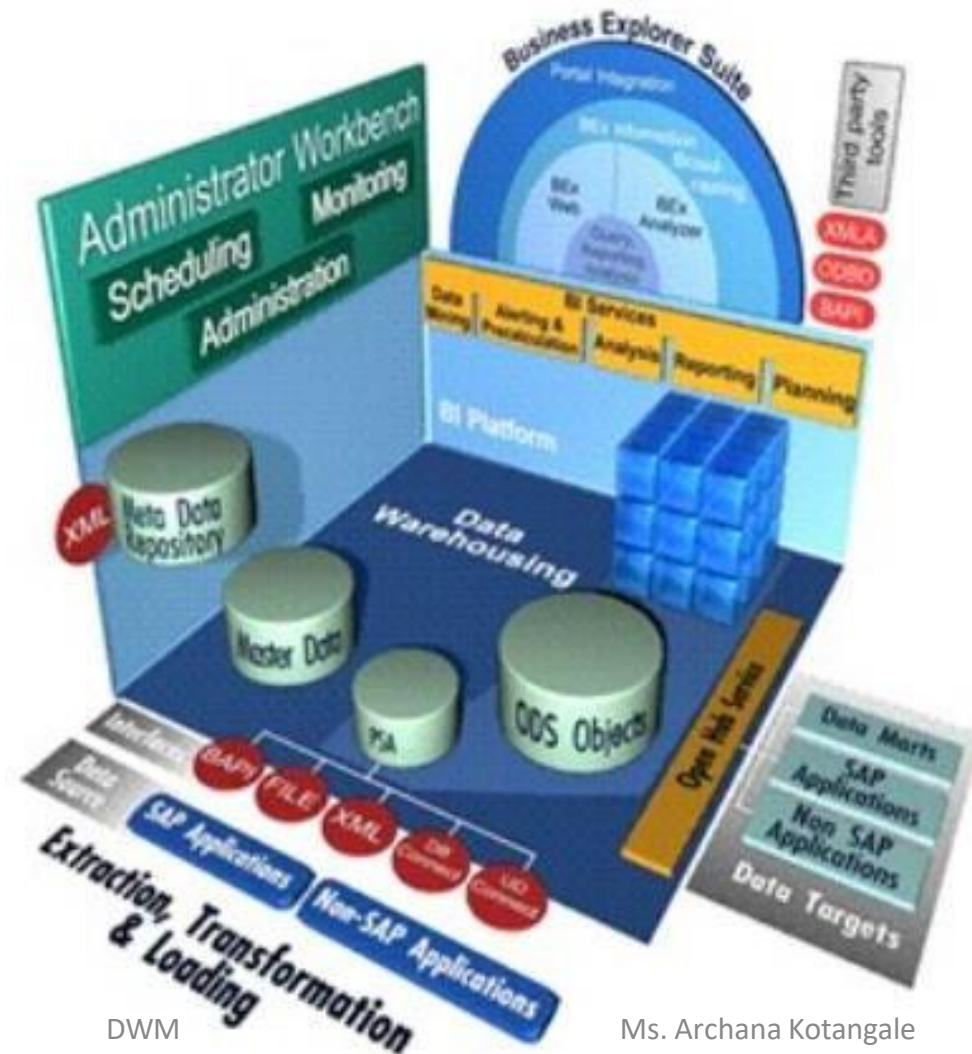 Business Explorer Suite
Portal Integration
BEx Information
Broad-
casting
BEx
Web
BEx
Analyzer
Query,
Reporting
Third party
tools
XMLA
ODBO
BAPI
Administrator Workbench
Scheduling
Monitoring
Administration
BI Services
Data
Mining
Alerting &
Precalculation
Analysis
Reporting
Planning
BI Platform
XML
Meta Data
Repository
Data
Warehousing
Master Data
PSA
ODS Objects
Open Hub Service
Data Marts
SAP
Applications
Non SAP
Applications
Data Targets
Data
Source
BAPI
FILE
XML
DB
Connect
UD
Connect
SAP Applications
Non-SAP Applications
Extraction, Transformation
& Loading
DWM
Ms. Archana Kotangale